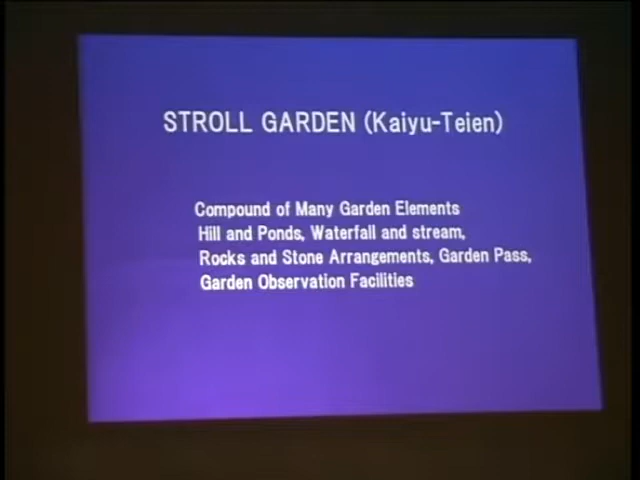 STROLL GARDEN (Kaiyu-Teien)
Compound of Many Garden Elements
Hill and Ponds, Waterfall and stream,
Rocks and Stone Arrangements, Garden Pass,
Garden Observation Facilities